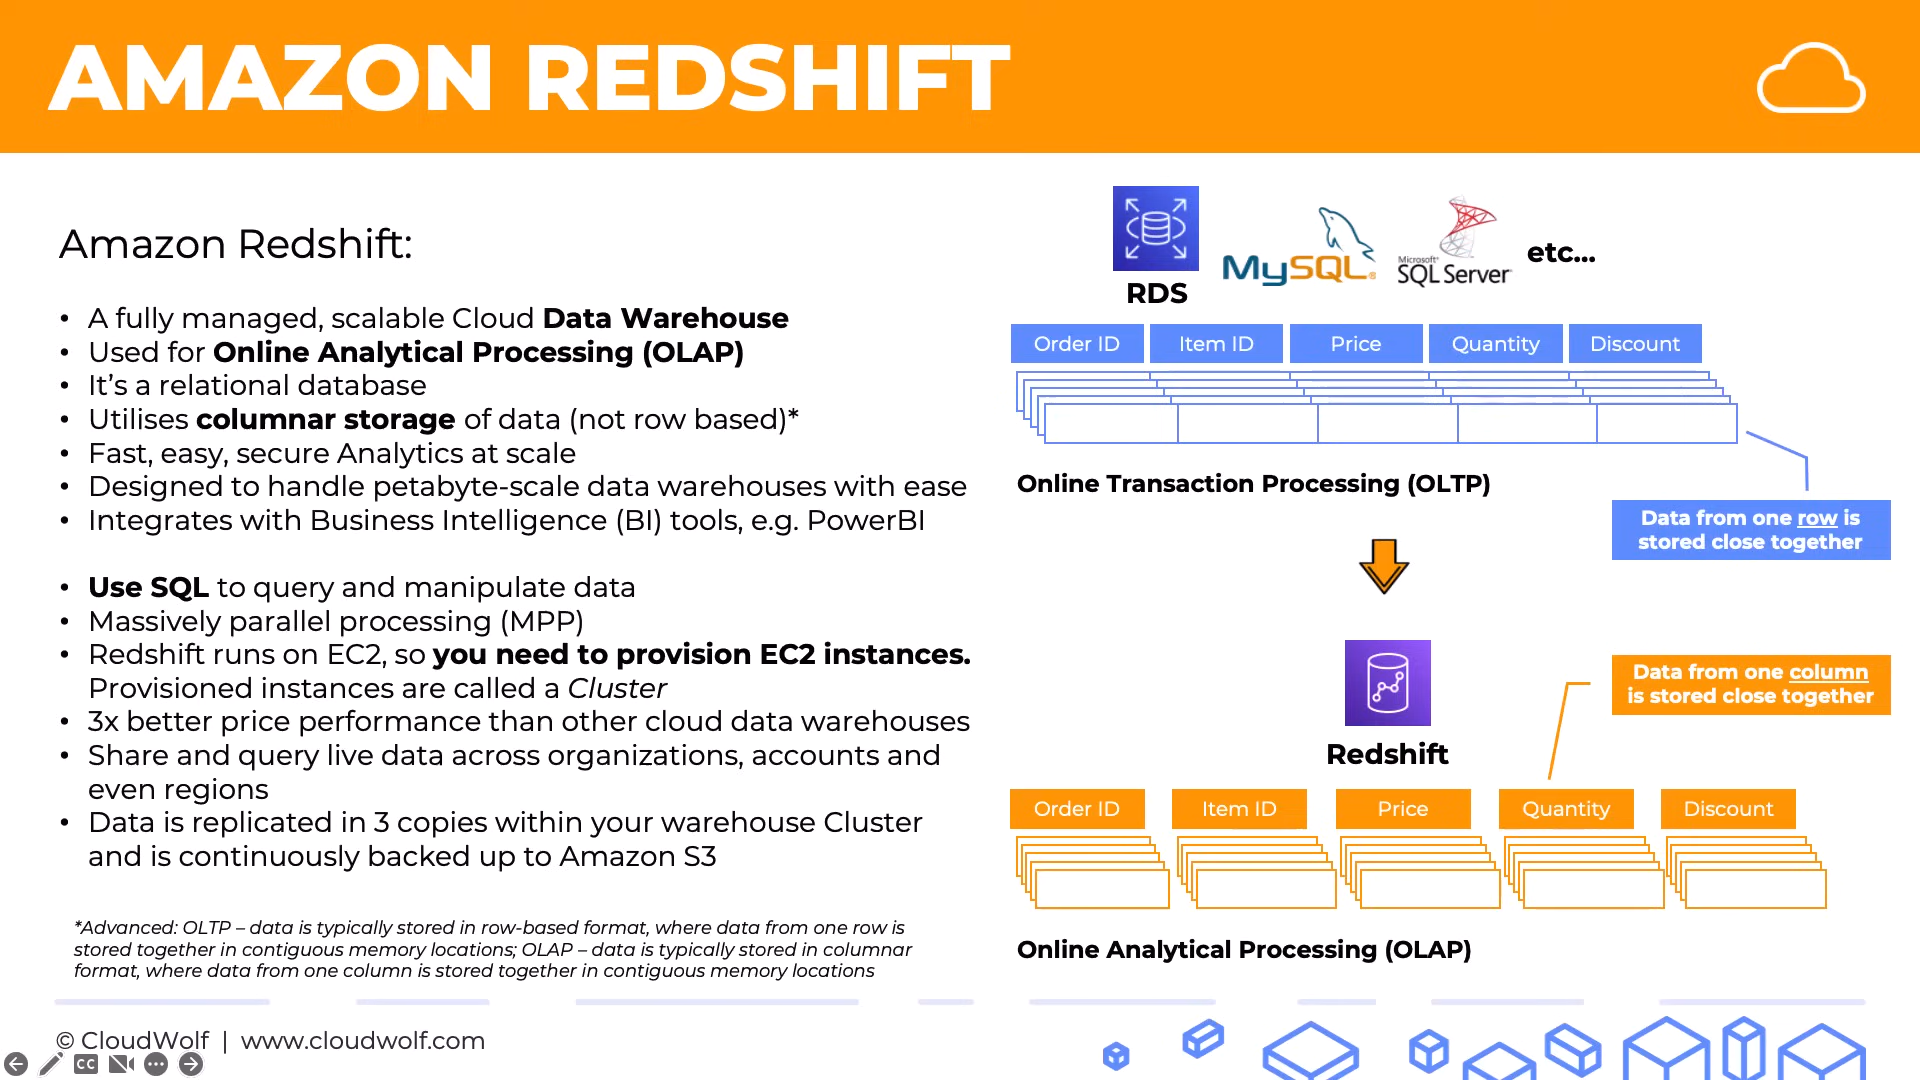 AMAZON REDSHIFT
Amazon Redshift:
• A fully managed, scalable Cloud Data Warehouse
• Used for Online Analytical Processing (OLAP)
• It's a relational database
• Utilises columnar storage of data (not row based)*
• Fast, easy, secure Analytics at scale
• Designed to handle petabyte-scale data warehouses with ease
• Integrates with Business Intelligence (BI) tools, e.g. PowerBI
• Use SQL to query and manipulate data
• Massively parallel processing (MPP)
• Redshift runs on EC2, so you need to provision EC2 instances.
Provisioned instances are called a Cluster
• 3x better price performance than other cloud data warehouses
• Share and query live data across organizations, accounts and
even regions
• Data is replicated in 3 copies within your warehouse Cluster
and is continuously backed up to Amazon S3
*Advanced: OLTP – data is typically stored in row-based format, where data from one row is
stored together in contiguous memory locations; OLAP – data is typically stored in columnar
format, where data from one column is stored together in contiguous memory locations
RDS
MySQL®
Microsoft®
SQL Server
etc...
Order ID Item ID Price Quantity Discount
Online Transaction Processing (OLTP)
Data from one row is
stored close together
Data from one column
is stored close together
Redshift
Order ID Item ID Price Quantity Discount
Online Analytical Processing (OLAP)
© CloudWolf | www.cloudwolf.com
CC